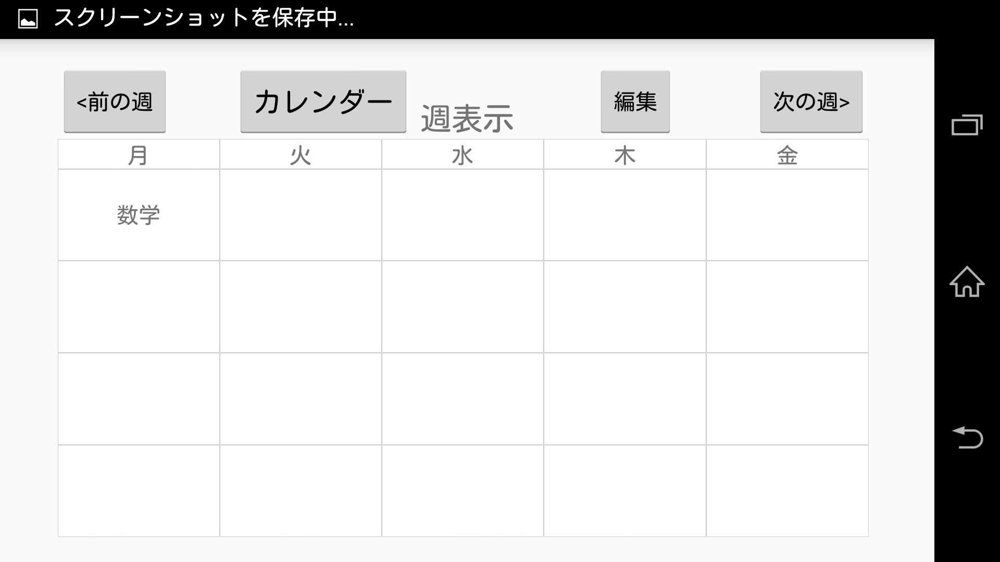 スクリーンショットを保存中...
<前の週
カレンダー
週表示
編集
次の週>
月 火 水 木 金
数学